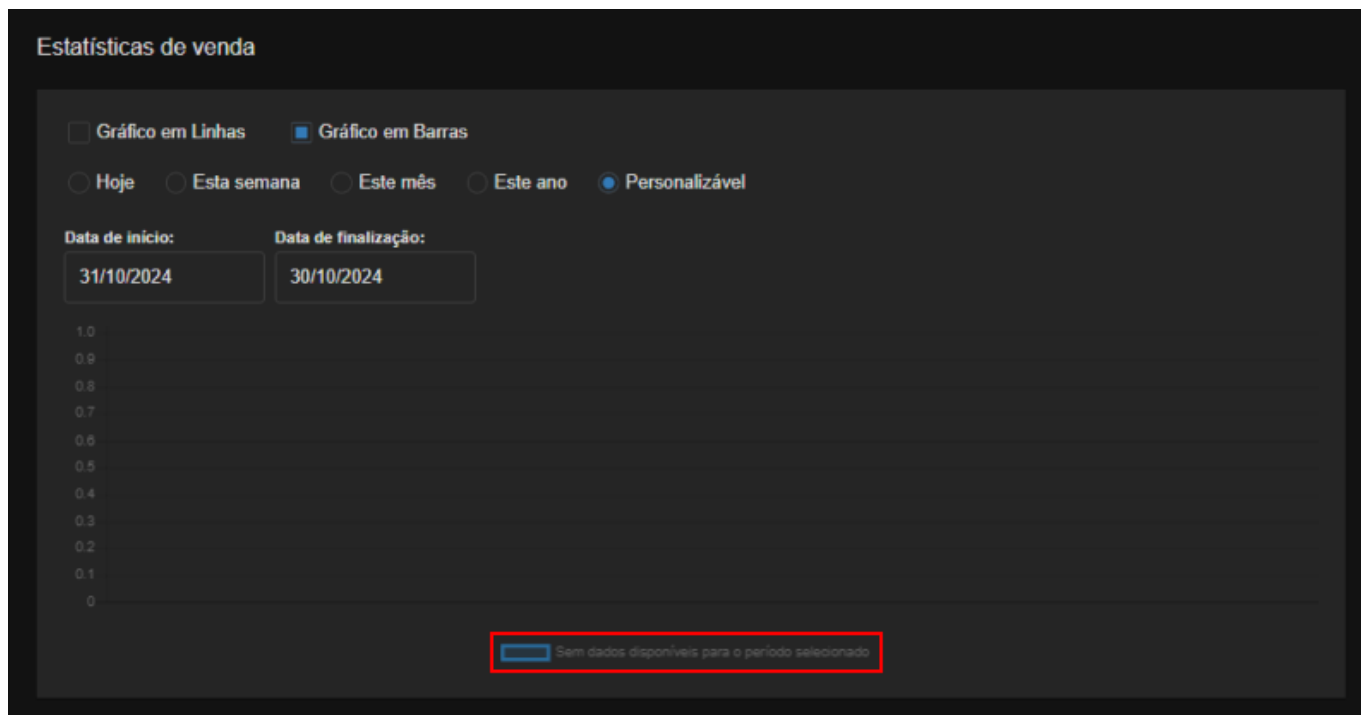 Estatísticas de venda
Gráfico em Linhas Gráfico em Barras
Hoje Esta semana Este mês Este ano Personalizável
Data de início: Data de finalização:
31/10/2024 30/10/2024
1.0
0.9
0.8
0.7
0.6
0.5
0.4
0.3
0.2
0.1
0
Sem dados disponíveis para o período selecionado